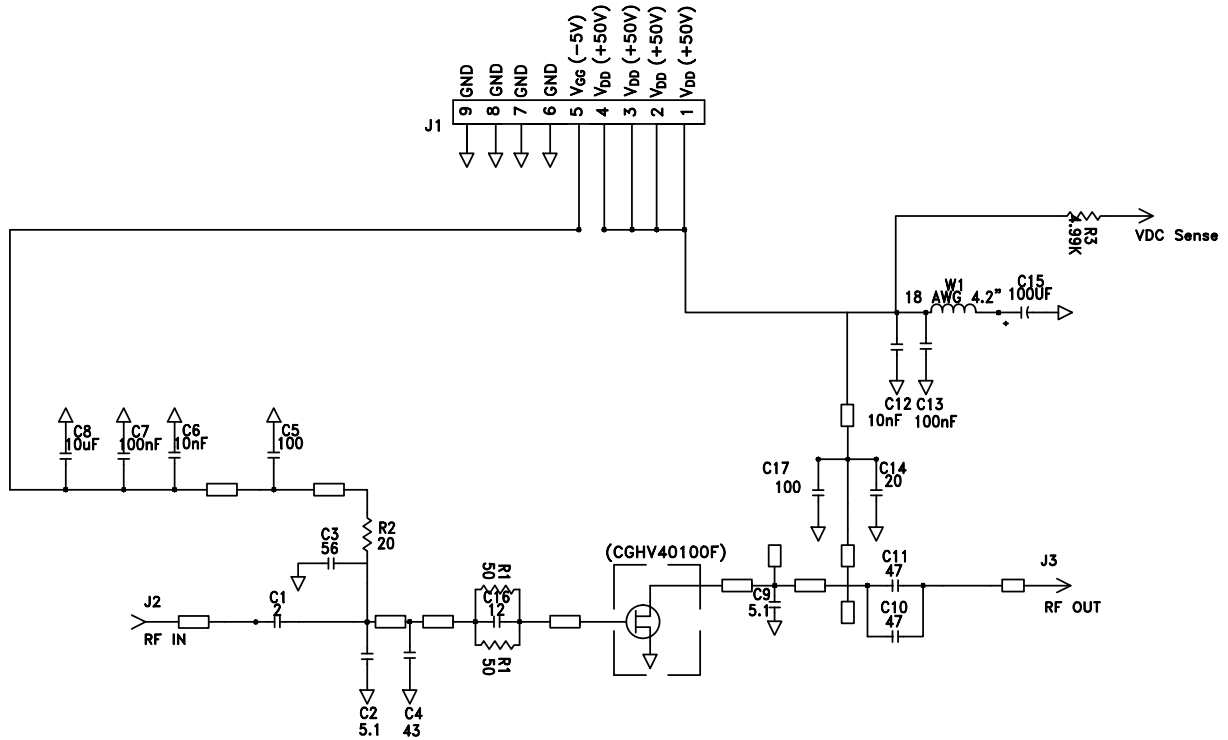 VGG (-5V)
VDD (+50V)
VDD (+50V)
VDD (+50V)
VDD (+50V)
GND
GND
GND
GND
9
8
7
6
5
4
3
2
1
J1
4.99K
R3
VDC Sense
W1
18 AWG 4.2"
C15
100UF
+
C12
10nF
C13
100nF
C8
10uF
C7
100nF
C6
10nF
C5
100
C17
100
C14
20
R2
20
C3
56
(CGHV40100F)
C11
47
J3
RF OUT
R1
50
C16
12
C9
5.1
C10
47
J2
RF IN
C1
2
R1
50
C2
5.1
C4
43